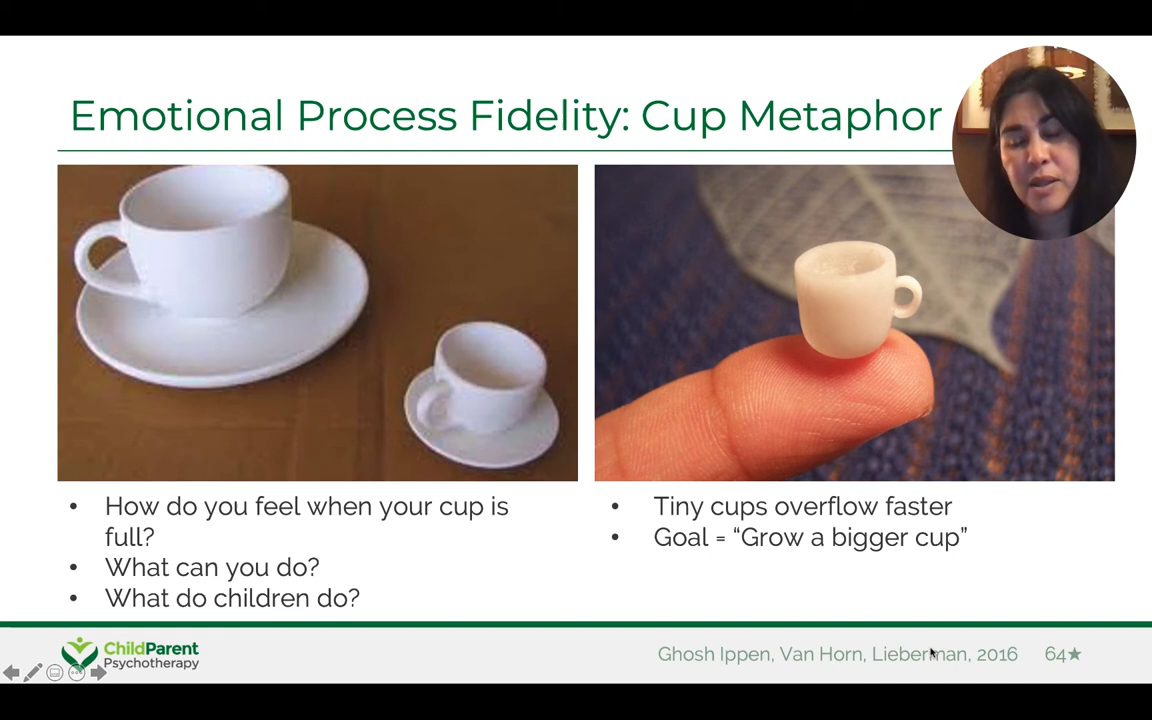 Emotional Process Fidelity: Cup Metaphor
• How do you feel when your cup is
full?
• What can you do?
• What do children do?
• Tiny cups overflow faster
• Goal = “Grow a bigger cup”
ChildParent
Psychotherapy
Ghosh Ippen, Van Horn, Lieberman, 2016 64★